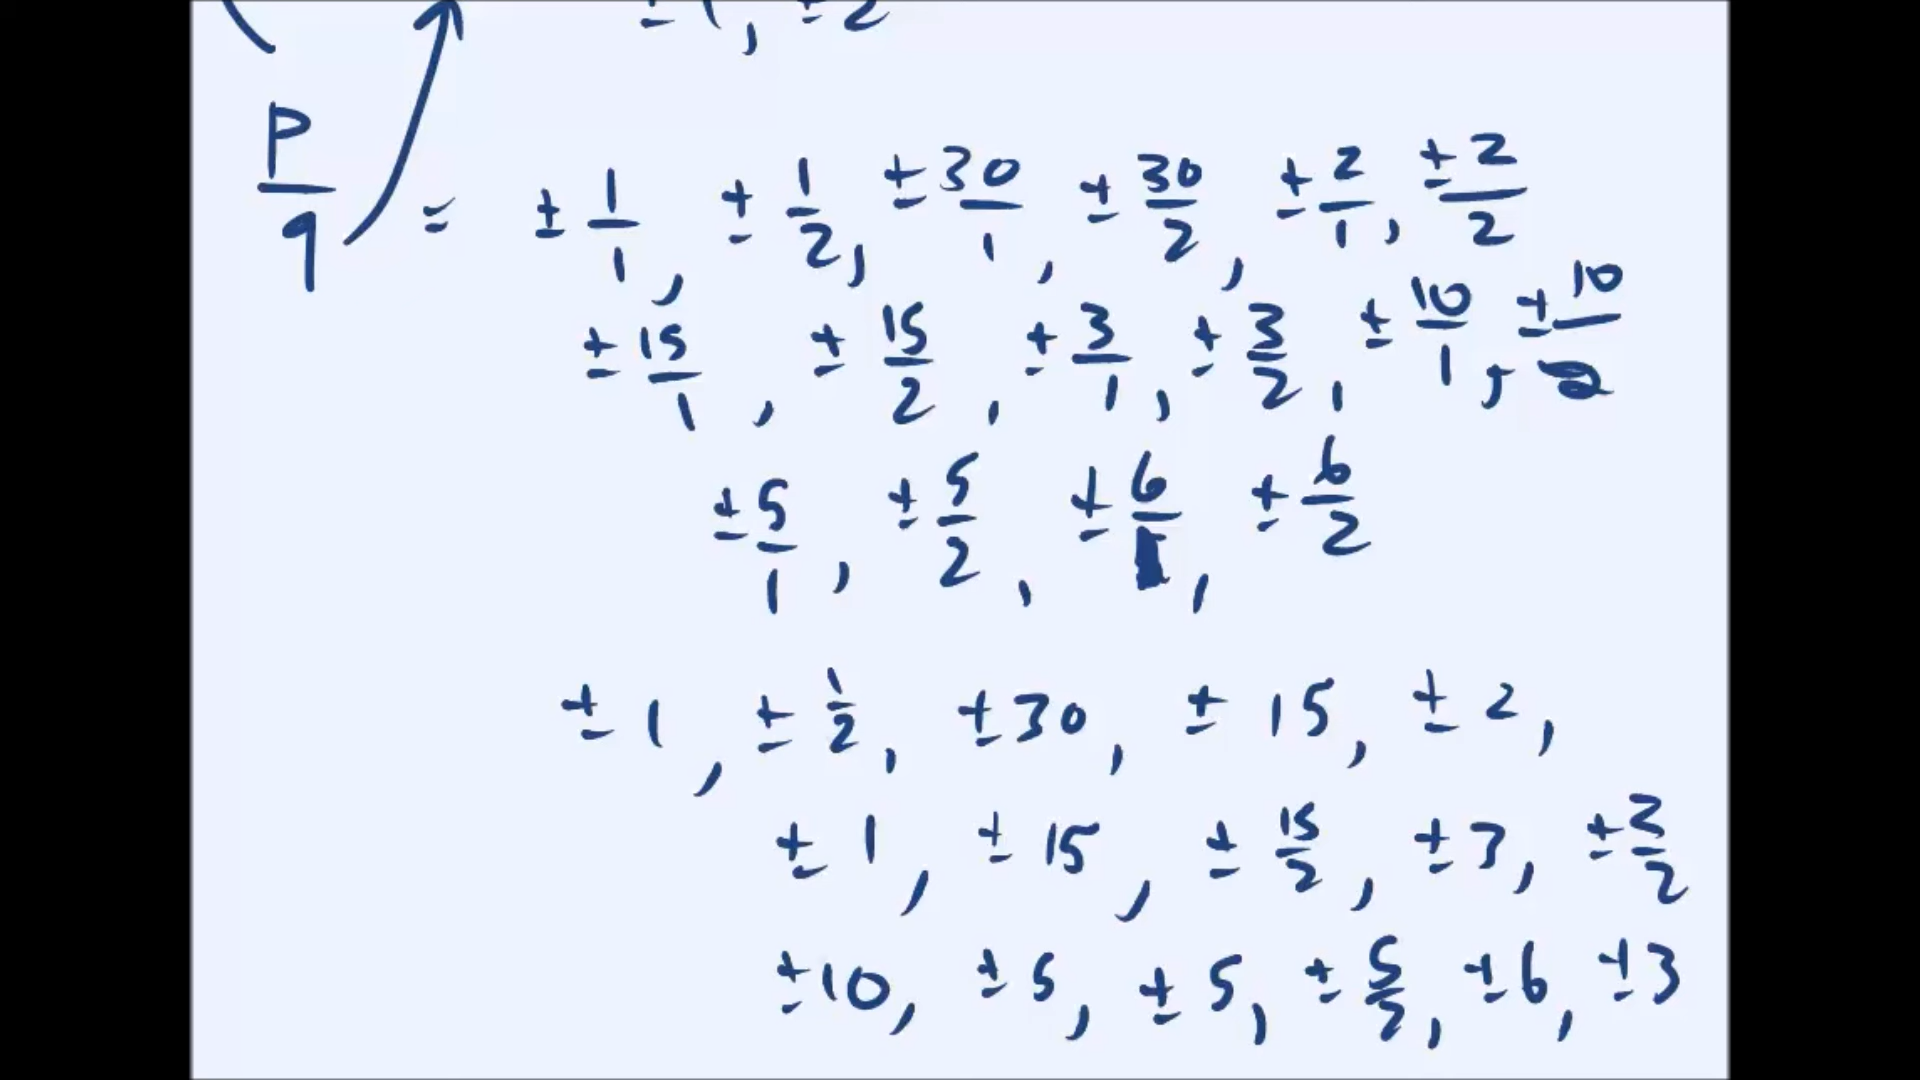 ±1, ±2
p/q = ±1/1, ±1/2, ±30/1, ±30/2, ±2/1, ±2/2
±15/1, ±15/2, ±3/1, ±3/2, ±10/1, ±10/2
±5/1, ±5/2, ±6/1, ±6/2
±1, ±1/2, ±30, ±15, ±2,
±1, ±15, ±15/2, ±3, ±3/2
±10, ±5, ±5, ±5/2, ±6, ±3